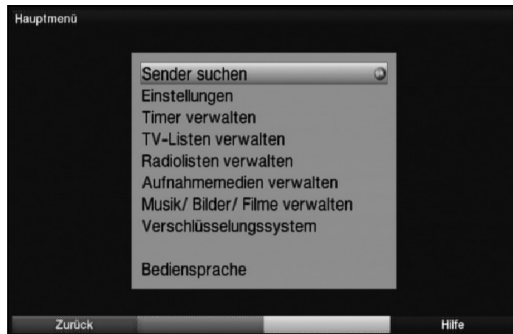 Hauptmenü
Sender suchen
Einstellungen
Timer verwalten
TV-Listen verwalten
Radiolisten verwalten
Aufnahmemedien verwalten
Musik/ Bilder/ Filme verwalten
Verschlüsselungssystem
Bediensprache
Zurück
Hilfe